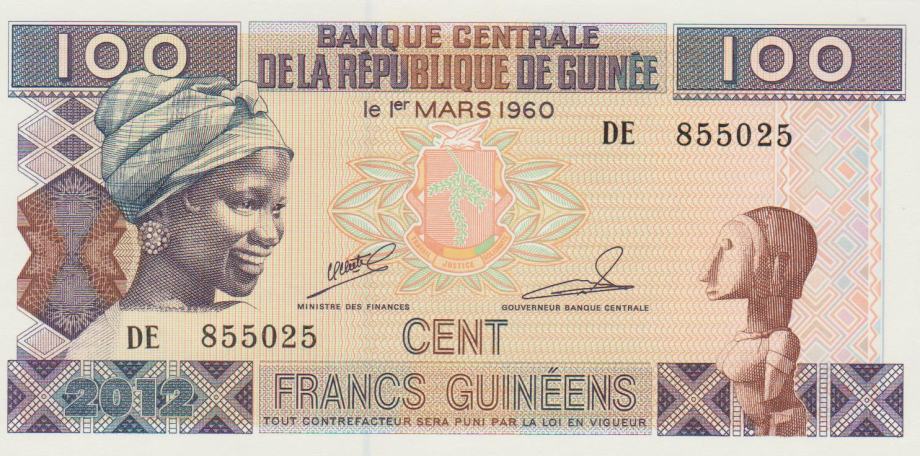 100
BANQUE CENTRALE
100
DE LA RÉPUBLIQUE DE GUINÉE
le 1er MARS 1960
DE 855025
JUSTICE
MINISTRE DES FINANCES
GOUVERNEUR BANQUE CENTRALE
DE 855025
CENT
2012
FRANCS GUINÉENS
TOUT CONTREFACTEUR SERA PUNI PAR LA LOI EN VIGUEUR